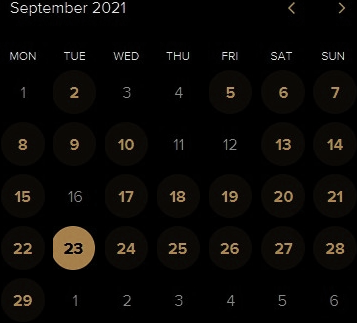 September 2021
MON TUE WED THU FRI SAT SUN
1 2 3 4 5 6 7
8 9 10 11 12 13 14
15 16 17 18 19 20 21
22 23 24 25 26 27 28
29 1 2 3 4 5 6